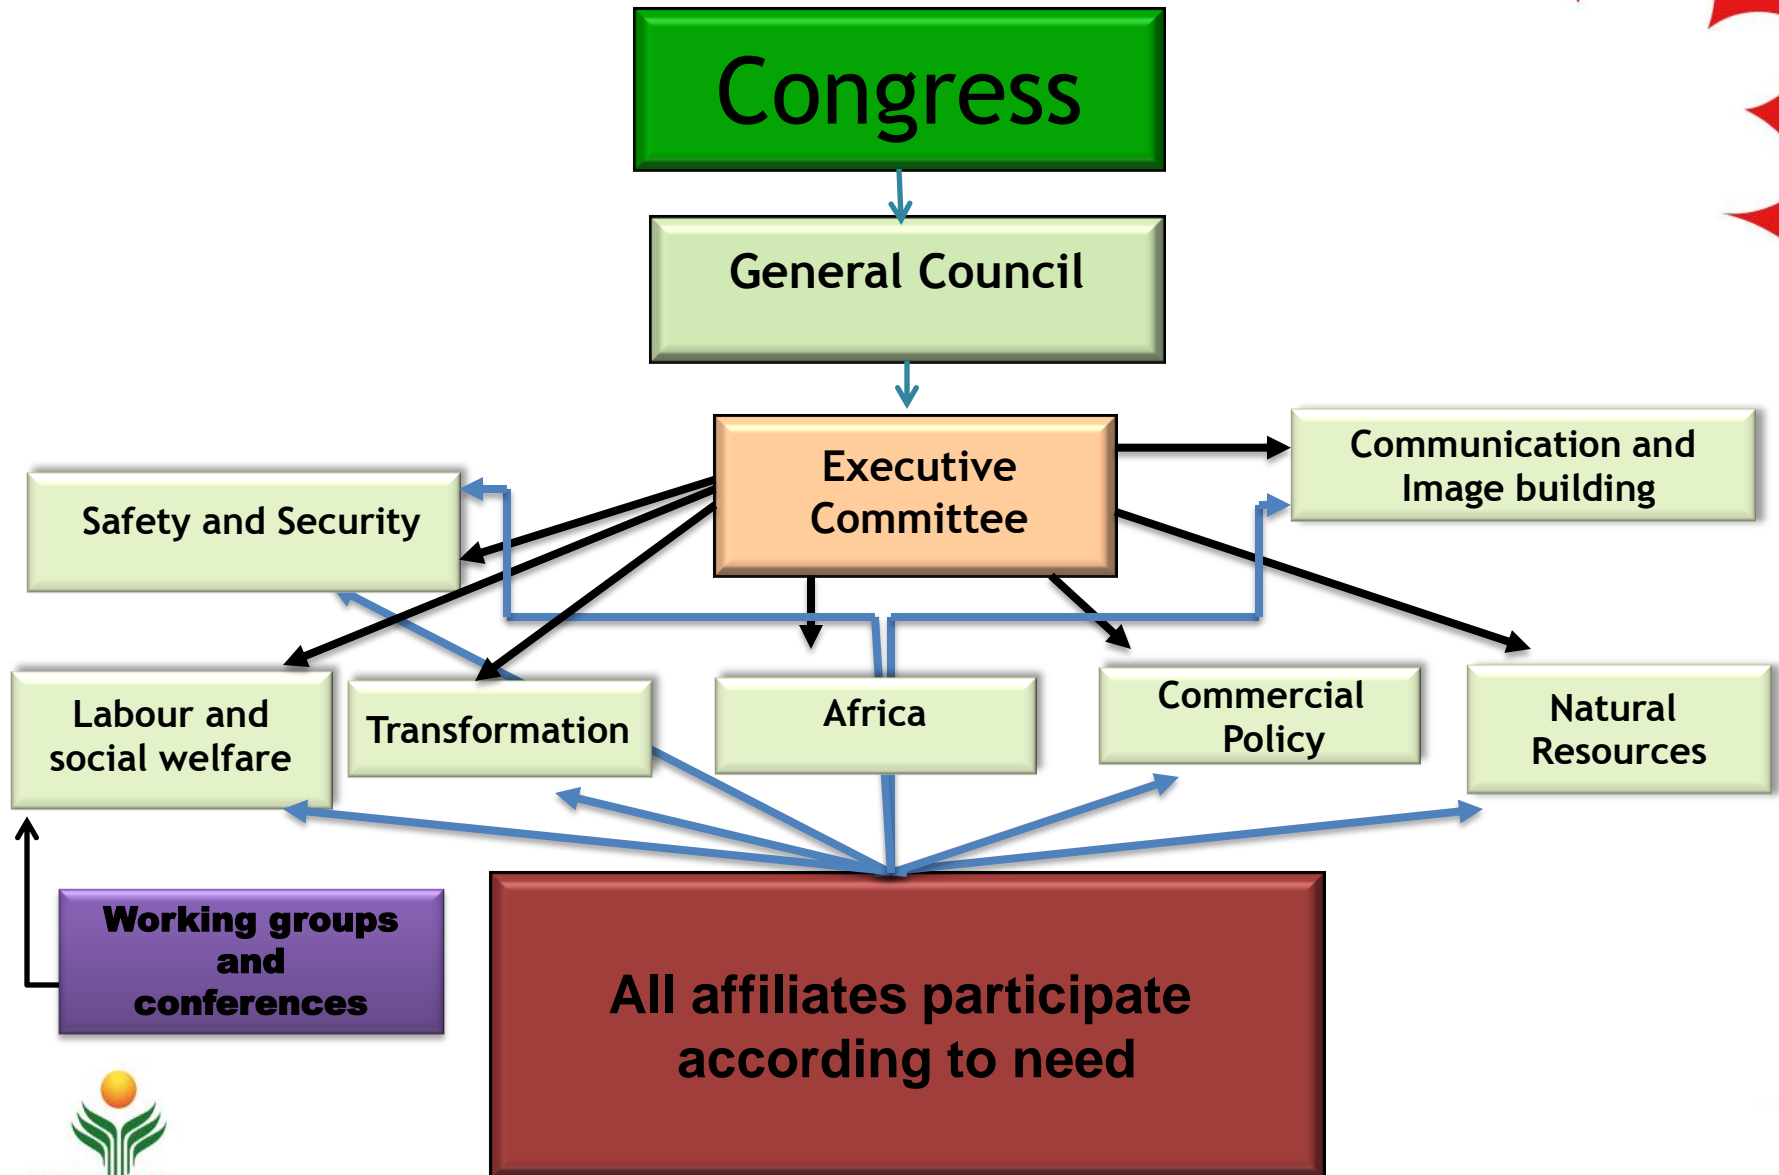 Congress
General Council
Executive
Committee
Communication and
Image building
Safety and Security
Labour and
social welfare
Transformation
Africa
Commercial
Policy
Natural
Resources
Working groups
and
conferences
All affiliates participate
according to need